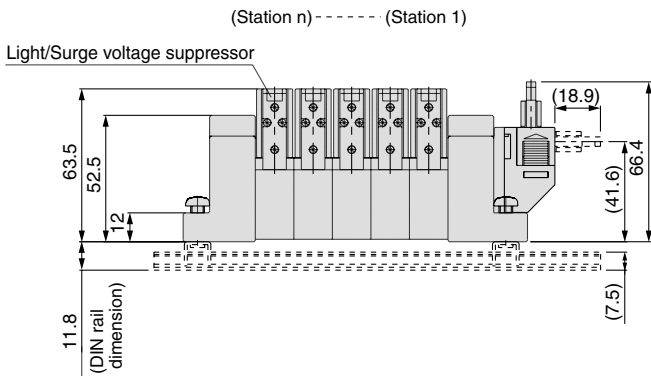 (Station n) (Station 1)
Light/Surge voltage suppressor
(18.9)
63.5
52.5
12
(41.6)
66.4
11.8
(DIN rail
dimension)
(7.5)